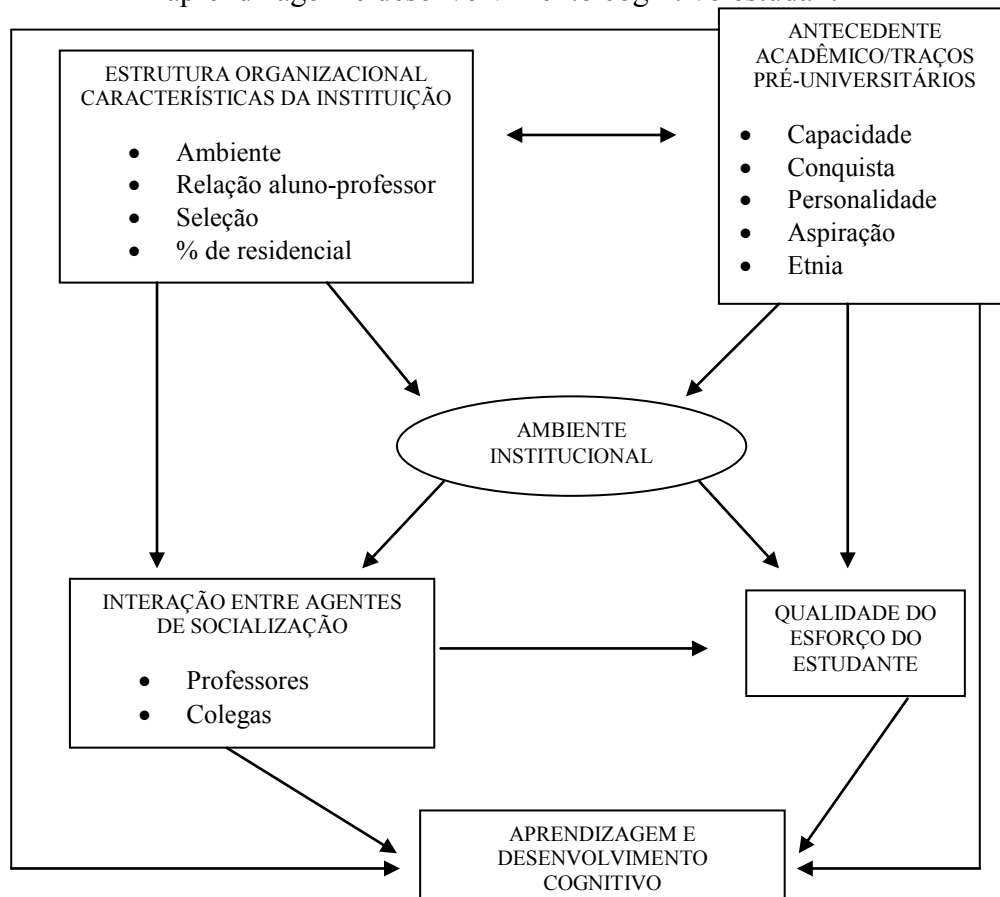 ESTRUTURA ORGANIZACIONAL
CARACTERÍSTICAS DA INSTITUIÇÃO
• Ambiente
• Relação aluno-professor
• Seleção
• % de residencial
ANTECEDENTE
ACADÊMICO/TRAÇOS
PRÉ-UNIVERSITÁRIOS
• Capacidade
• Conquista
• Personalidade
• Aspiração
• Etnia
AMBIENTE
INSTITUCIONAL
INTERAÇÃO ENTRE AGENTES
DE SOCIALIZAÇÃO
• Professores
• Colegas
QUALIDADE DO
ESFORÇO DO
ESTUDANTE
APRENDIZAGEM E
DESENVOLVIMENTO
COGNITIVO